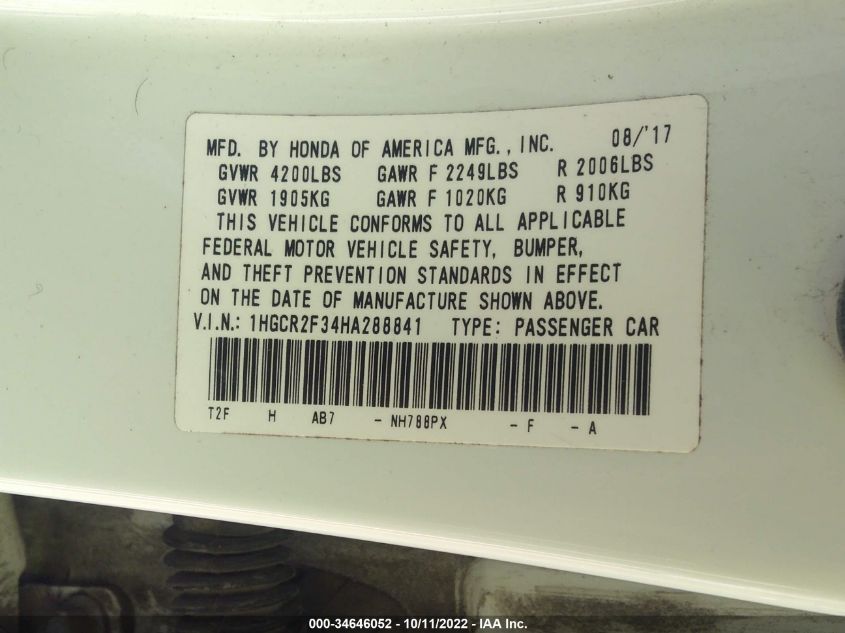 MFD. BY HONDA OF AMERICA MFG., INC. 08/'17
GVWR 4200LBS GAWR F 2249LBS R 2006LBS
GVWR 1905KG GAWR F 1020KG R 910KG
THIS VEHICLE CONFORMS TO ALL APPLICABLE
FEDERAL MOTOR VEHICLE SAFETY, BUMPER,
AND THEFT PREVENTION STANDARDS IN EFFECT
ON THE DATE OF MANUFACTURE SHOWN ABOVE.
V.I.N.: 1HGCR2F34HA288841 TYPE: PASSENGER CAR
T2F H AB7 - NH788PX - F - A
000-34646052 - 10/11/2022 - IAA Inc.